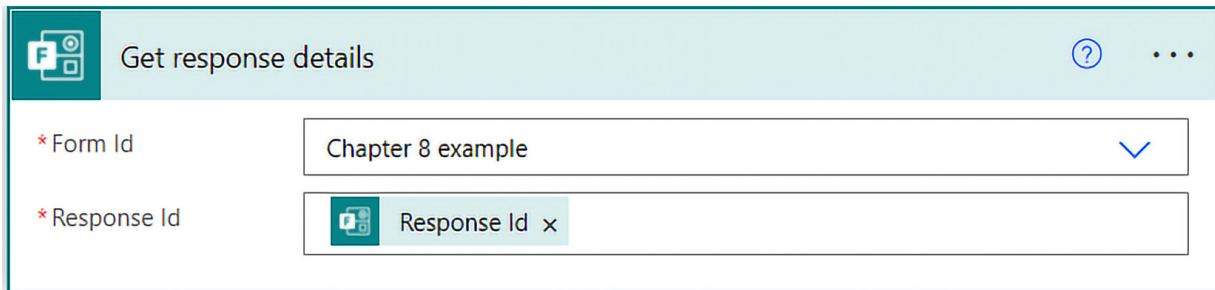 Get response details
* Form Id
Chapter 8 example
* Response Id
Response Id ×